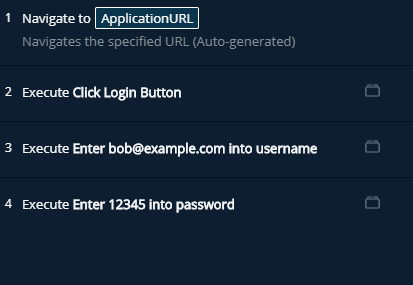 1 Navigate to ApplicationURL
Navigates the specified URL (Auto-generated)
2 Execute Click Login Button
3 Execute Enter bob@example.com into username
4 Execute Enter 12345 into password